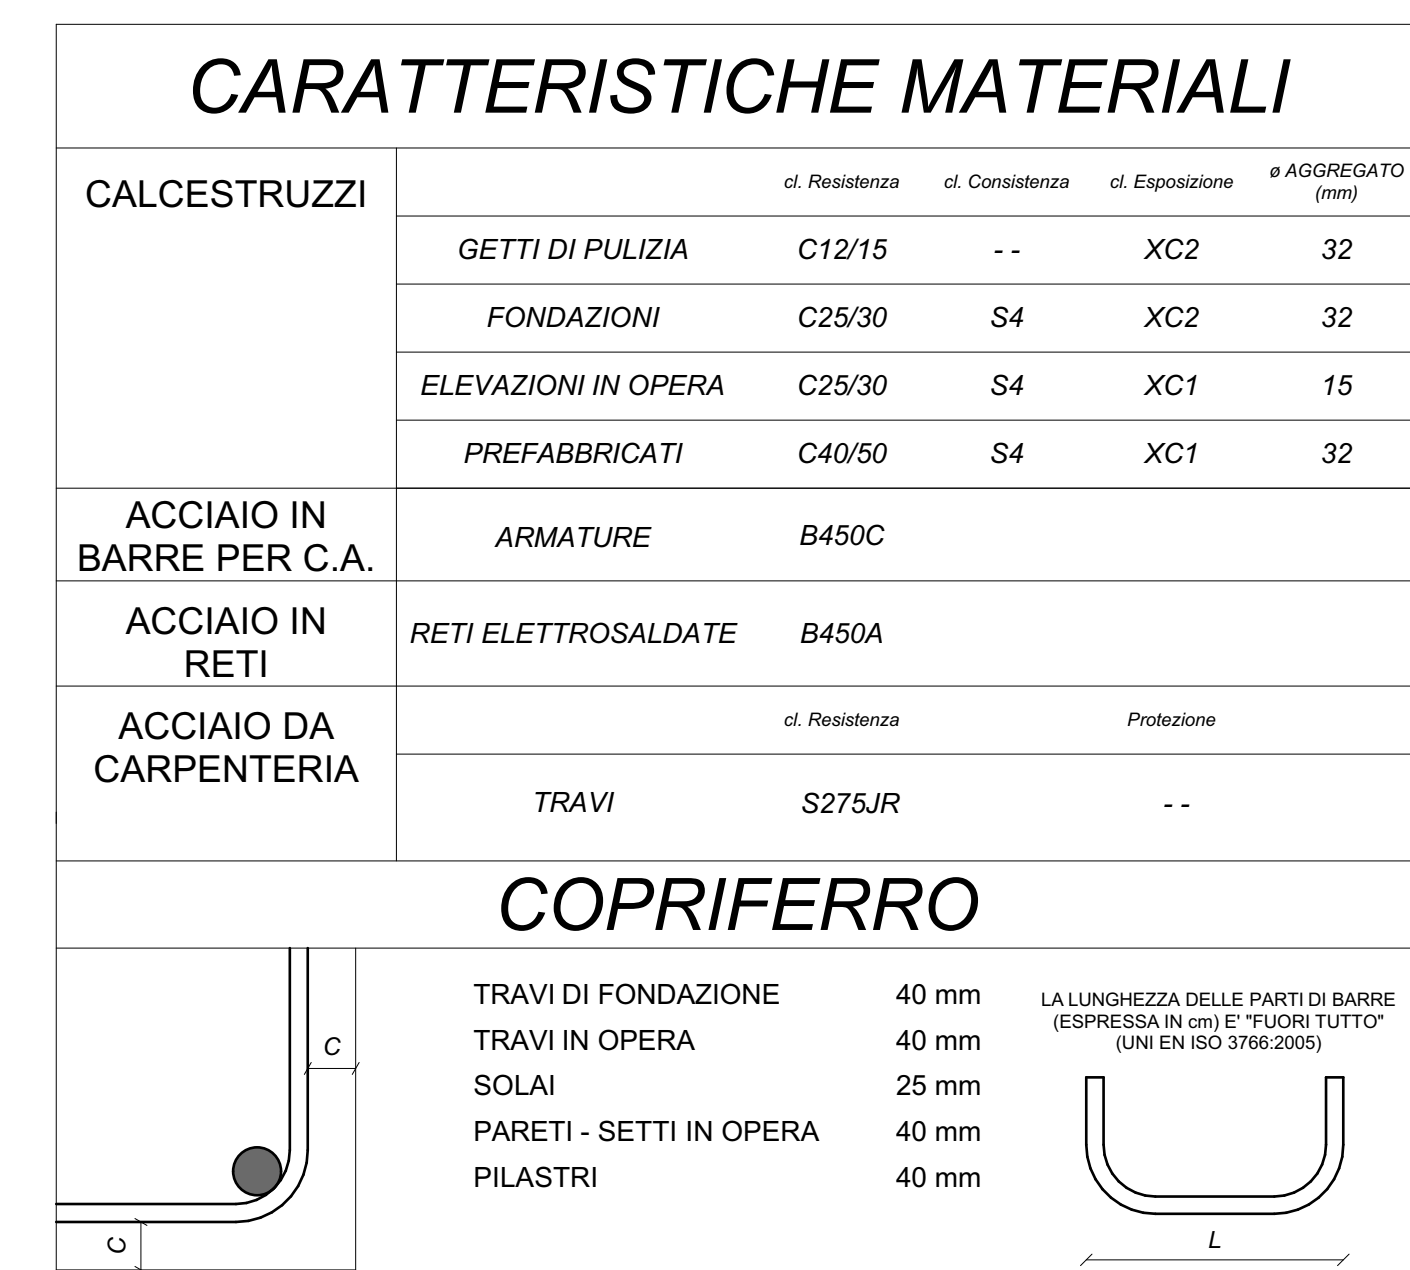 CARATTERISTICHE MATERIALI
CALCESTRUZZI
cl. Resistenza cl. Consistenza cl. Esposizione ø AGGREGATO
(mm)
GETTI DI PULIZIA C12/15 - - XC2 32
FONDAZIONI C25/30 S4 XC2 32
ELEVAZIONI IN OPERA C25/30 S4 XC1 15
PREFABBRICATI C40/50 S4 XC1 32
ACCIAIO IN
BARRE PER C.A.
ARMATURE B450C
ACCIAIO IN
RETI
RETI ELETTROSALDATE B450A
ACCIAIO DA
CARPENTERIA
cl. Resistenza Protezione
TRAVI S275JR - -
COPRIFERRO
C
C
TRAVI DI FONDAZIONE 40 mm
TRAVI IN OPERA 40 mm
SOLAI 25 mm
PARETI - SETTI IN OPERA 40 mm
PILASTRI 40 mm
LA LUNGHEZZA DELLE PARTI DI BARRE
(ESPRESSA IN cm) E' "FUORI TUTTO"
(UNI EN ISO 3766:2005)
L